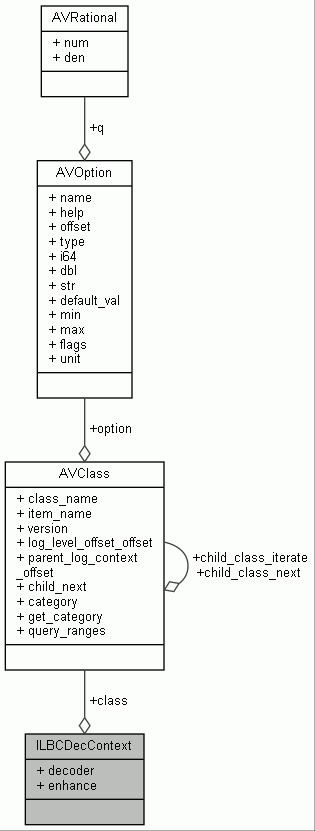 AVRational
+ num
+ den
+q
AVOption
+ name
+ help
+ offset
+ type
+ i64
+ dbl
+ str
+ default_val
+ min
+ max
+ flags
+ unit
+option
AVClass
+ class_name
+ item_name
+ version
+ log_level_offset_offset
+ parent_log_context
_offset
+ child_next
+ category
+ get_category
+ query_ranges
+child_class_iterate
+child_class_next
+class
ILBCDecContext
+ decoder
+ enhance